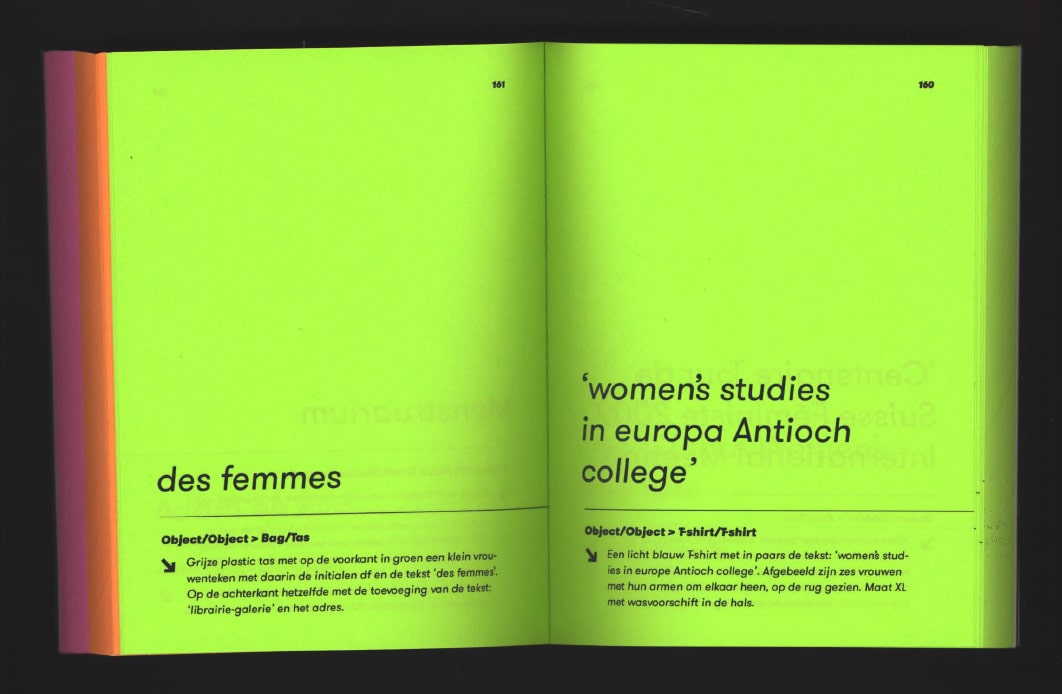 161
des femmes
Object/Object > Bag/Tas
Grijze plastic tas met op de voorkant in groen een klein vrou-
wenteken met daarin de initialen df en de tekst 'des femmes'.
Op de achterkant hetzelfde met de toevoeging van de tekst:
'librairie-galerie' en het adres.
160
'women's studies
in europa Antioch
college'
Object/Object > T-shirt/T-shirt
Een licht blauw T-shirt met in paars de tekst: 'women's stud-
ies in europe Antioch college'. Afgebeeld zijn zes vrouwen
met hun armen om elkaar heen, op de rug gezien. Maat XL
met wasvoorschift in de hals.